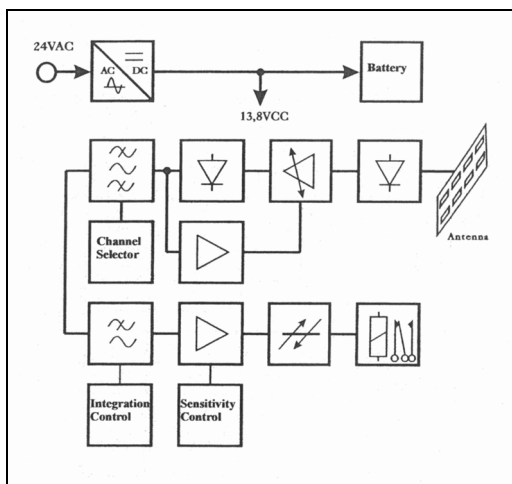 24VAC
AC DC
Battery
13,8VCC
Channel
Selector
Antenna
Integration
Control
Sensitivity
Control